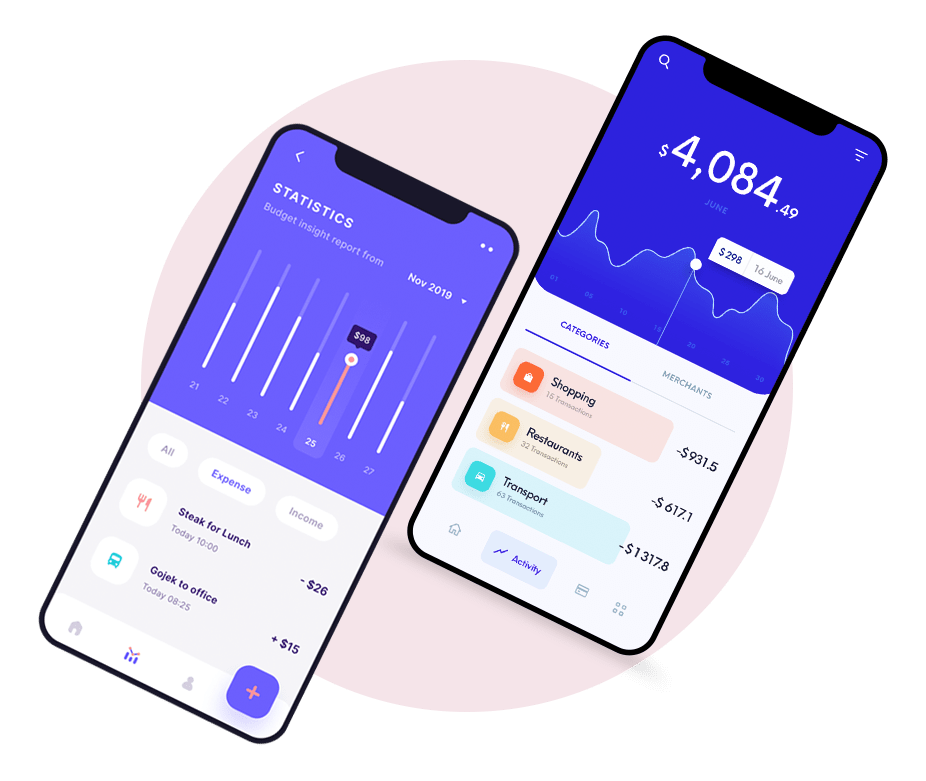 STATISTICS
Budget insight report from
Nov 2019
$98
21
22
23
24
25
26
27
All
Expense
Income
Steak for Lunch
Today 10:00
- $26
Gojek to office
Today 08:25
+ $15
$4,084.49
JUNE
$298
16 June
01
05
10
20
CATEGORIES
MERCHANTS
Shopping
15 Transactions
-$931.5
Restaurants
32 Transactions
-$617.1
Transport
63 Transactions
-$1317.8
Activity